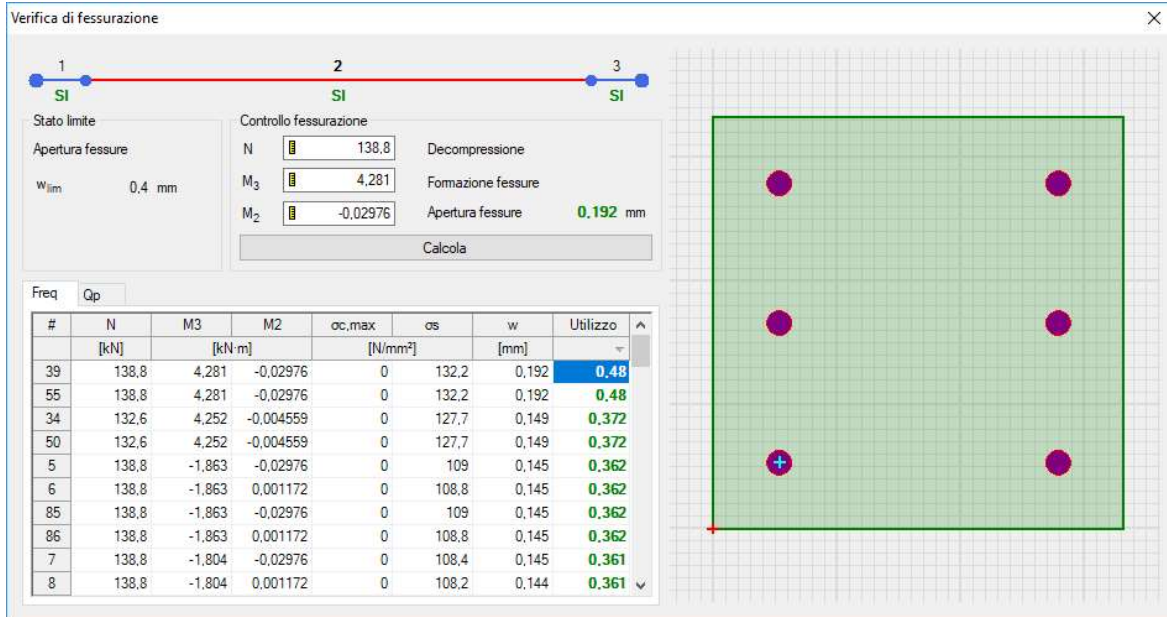 Verifica di fessurazione
1 2 3
SI SI SI
Stato limite
Apertura fessure
wlim 0,4 mm
Controllo fessurazione
N 138,8 Decompressione
M3 4,281 Formazione fessure
M2 -0,02976 Apertura fessure 0,192 mm
Calcola
Freq Qp
# N M3 M2 σc,max σs w Utilizzo
[kN] [kN·m] [N/mm²] [mm]
39 138,8 4,281 -0,02976 0 132,2 0,192 0,48
55 138,8 4,281 -0,02976 0 132,2 0,192 0,48
34 132,6 4,252 -0,004559 0 127,7 0,149 0,372
50 132,6 4,252 -0,004559 0 127,7 0,149 0,372
5 138,8 -1,863 -0,02976 0 109 0,145 0,362
6 138,8 -1,863 0,001172 0 108,8 0,145 0,362
85 138,8 -1,863 -0,02976 0 109 0,145 0,362
86 138,8 -1,863 0,001172 0 108,8 0,145 0,362
7 138,8 -1,804 -0,02976 0 108,4 0,145 0,361
8 138,8 -1,804 0,001172 0 108,2 0,144 0,361